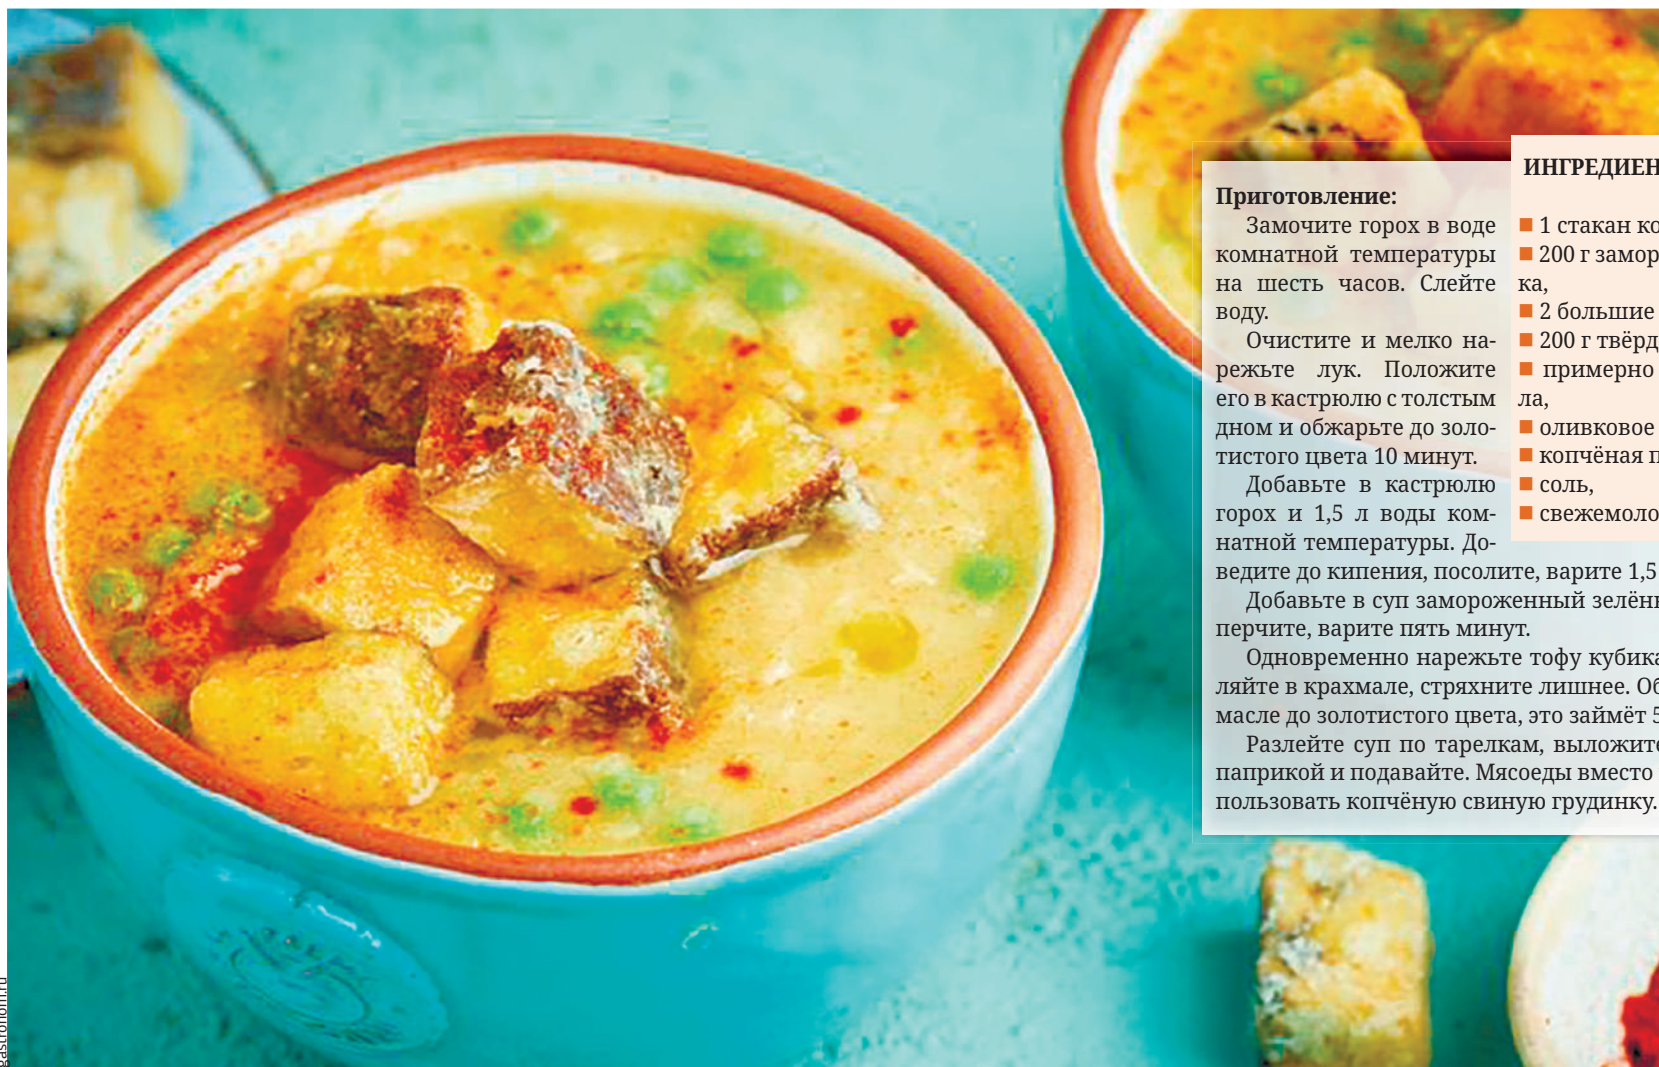 Приготовление:
Замочите горох в воде
комнатной температуры
на шесть часов. Слейте
воду.
Очистите и мелко на-
режьте лук. Положите
его в кастрюлю с толстым
дном и обжарьте до золо-
тистого цвета 10 минут.
Добавьте в кастрюлю
горох и 1,5 л воды ком-
натной температуры. До-
ведите до кипения, посолите, варите 1,5
Добавьте в суп замороженный зелён
перчите, варите пять минут.
Одновременно нарежьте тофу кубика
ляйте в крахмале, стряхните лишнее. Об
масле до золотистого цвета, это займёт 5
Разлейте суп по тарелкам, выложите
паприкой и подавайте. Мясоеды вместо
пользовать копчёную свиную грудинку.
ИНГРЕДИЕН
■ 1 стакан ко
■ 200 г замор
ка,
■ 2 большие
■ 200 г твёрд
■ примерно
ла,
■ оливковое
■ копчёная п
■ соль,
■ свежемоло
gastronom.ru